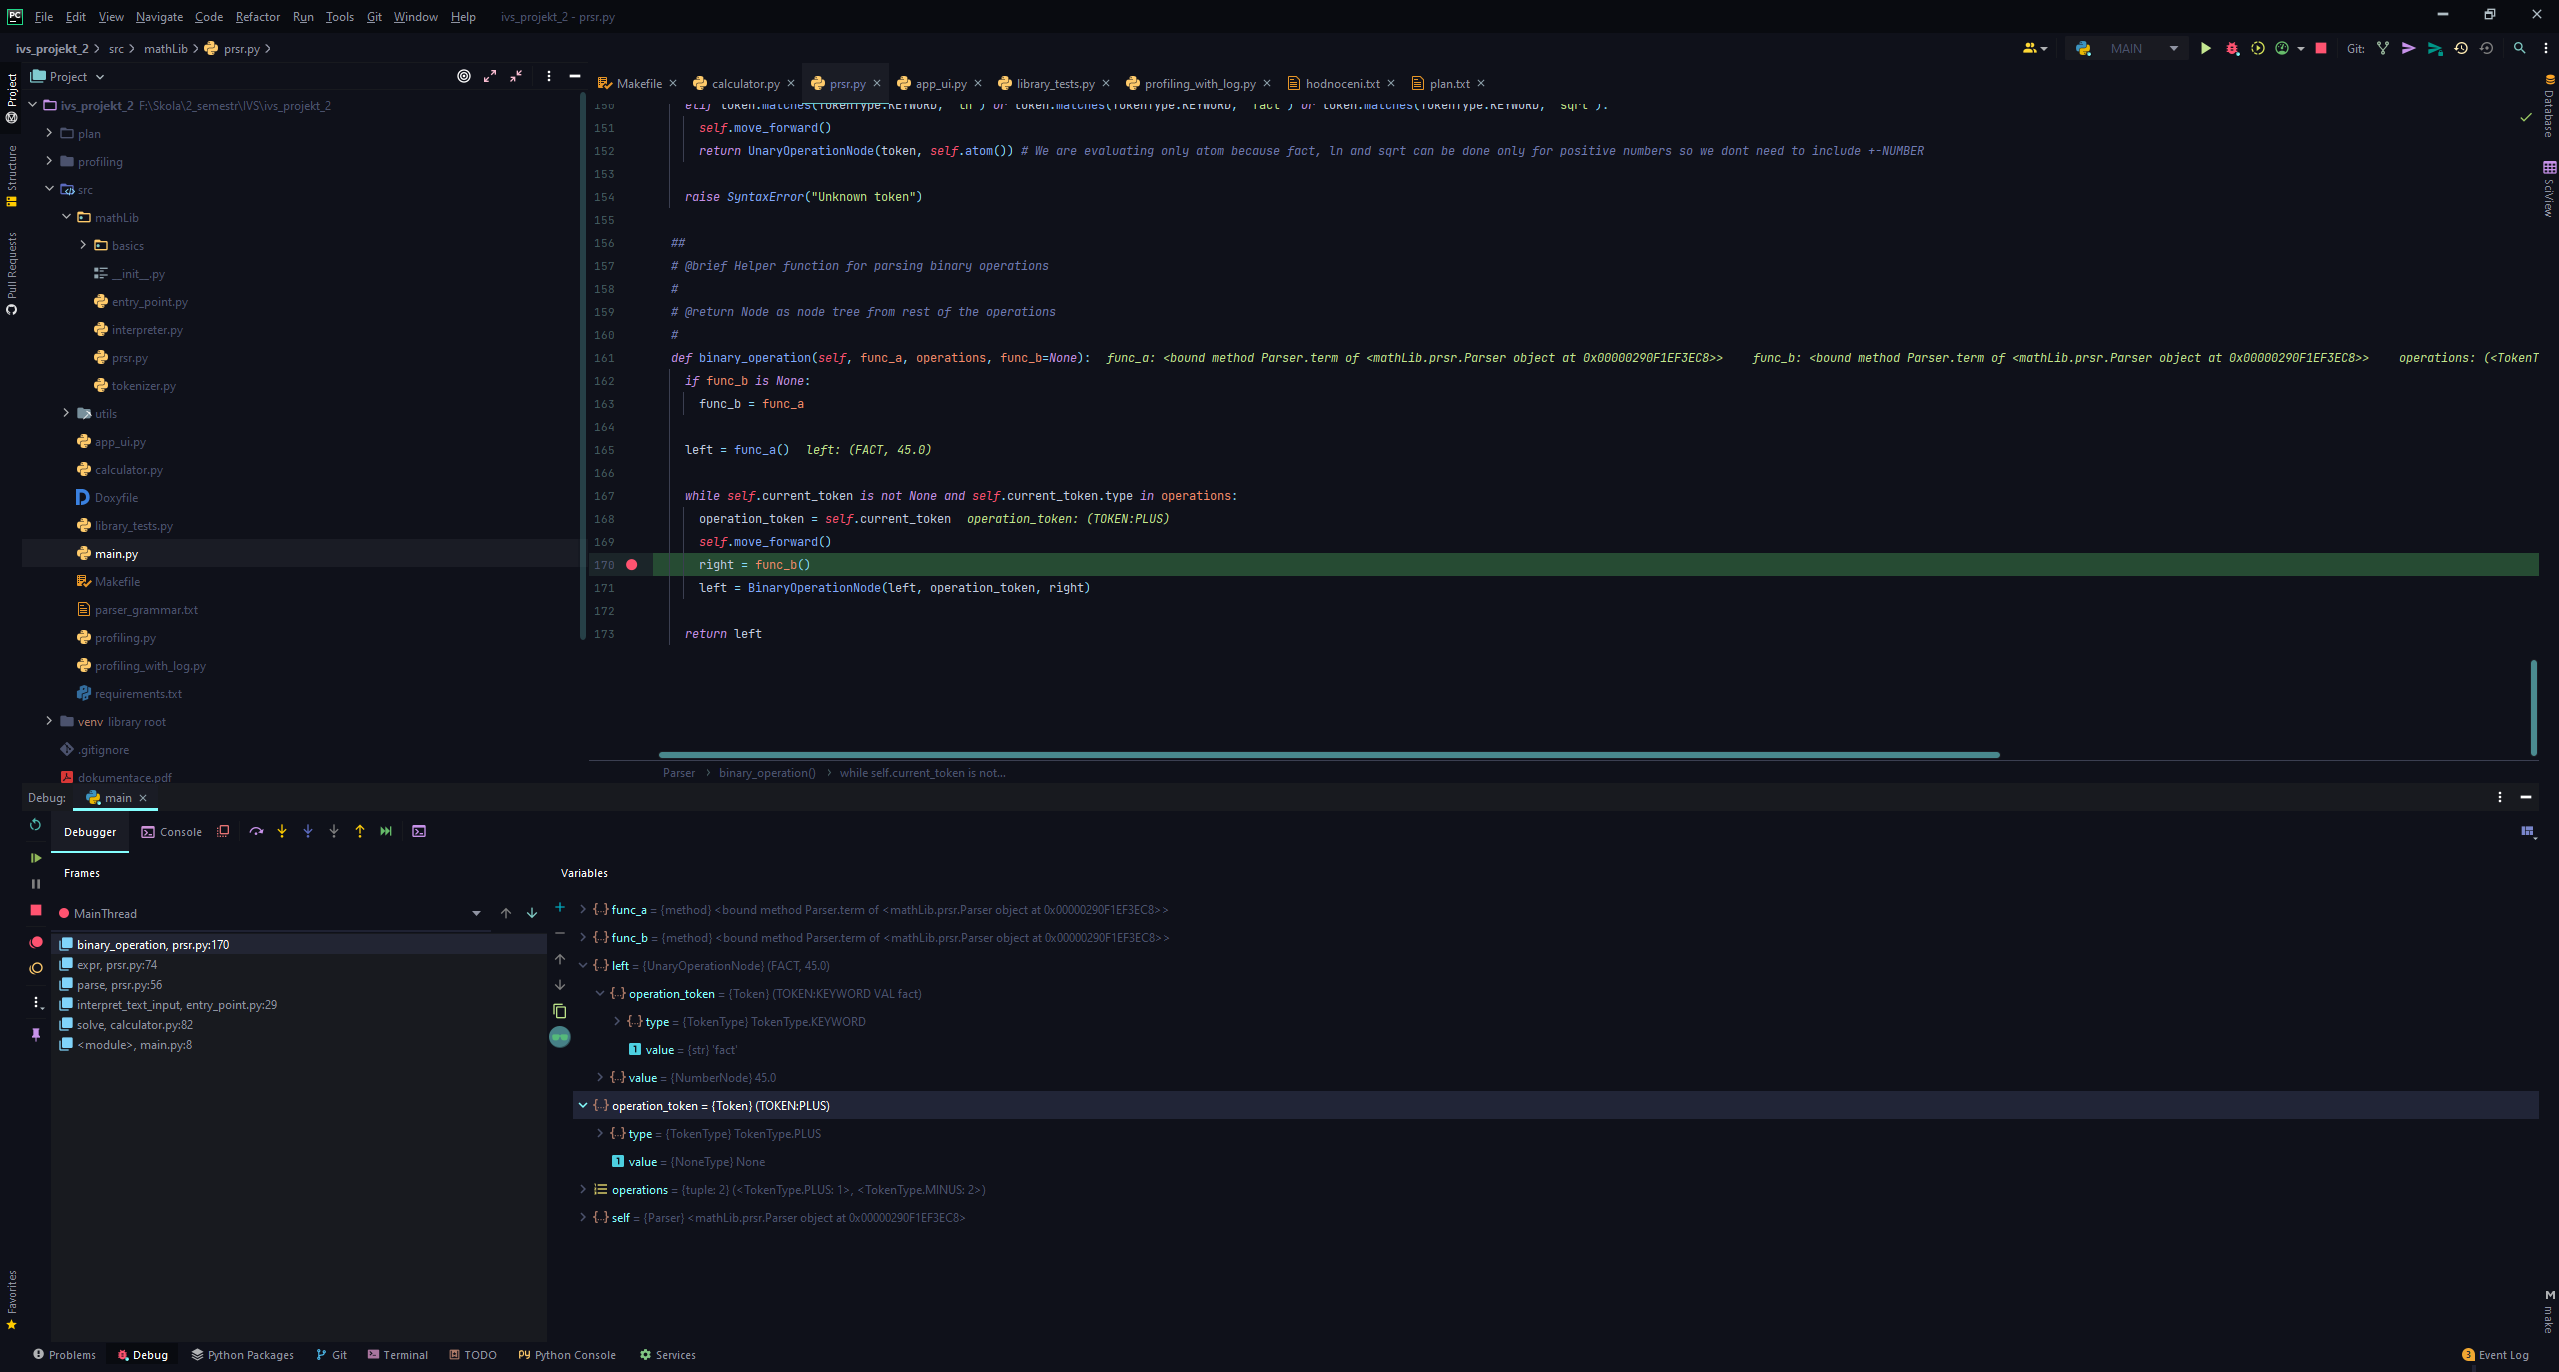 File Edit View Navigate Code Refactor Run Tools Git Window Help ivs_projekt_2 - prsr.py
ivs_projekt_2 src mathLib prsr.py MAIN Git:
Project
Makefile calculator.py prsr.py app_ui.py library_tests.py profiling_with_log.py hodnoceni.txt plan.txt
Project
Structure
Pull Requests
Favorites
ivs_projekt_2 F:\Skola\2_semestr\IVS\ivs_projekt_2
plan
profiling
src
mathLib
basics
__init__.py
entry_point.py
interpreter.py
prsr.py
tokenizer.py
utils
app_ui.py
calculator.py
Doxyfile
library_tests.py
main.py
Makefile
parser_grammar.txt
profiling.py
profiling_with_log.py
requirements.txt
venv library root
.gitignore
dokumentace.pdf
150 elif token.matches(TokenType.KEYWORD, "ln") or token.matches(TokenType.KEYWORD, "fact") or token.matches(TokenType.KEYWORD, "sqrt"):
151 self.move_forward()
152 return UnaryOperationNode(token, self.atom()) # We are evaluating only atom because fact, ln and sqrt can be done only for positive numbers so we dont need to include +-NUMBER
153
154 raise SyntaxError("Unknown token")
155
156 ##
157 # @brief Helper function for parsing binary operations
158 #
159 # @return Node as node tree from rest of the operations
160 #
161 def binary_operation(self, func_a, operations, func_b=None): func_a: <bound method Parser.term of <mathLib.prsr.Parser object at 0x00000290F1EF3EC8>> func_b: <bound method Parser.term of <mathLib.prsr.Parser object at 0x00000290F1EF3EC8>> operations: (<TokenT
162 if func_b is None:
163 func_b = func_a
164
165 left = func_a() left: (FACT, 45.0)
166
167 while self.current_token is not None and self.current_token.type in operations:
168 operation_token = self.current_token operation_token: (TOKEN:PLUS)
169 self.move_forward()
170 right = func_b()
171 left = BinaryOperationNode(left, operation_token, right)
172
173 return left
Parser binary_operation() while self.current_token is not...
Database
SciView
make
Debug: main
Debugger Console
Frames
MainThread
binary_operation, prsr.py:170
expr, prsr.py:74
parse, prsr.py:56
interpret_text_input, entry_point.py:29
solve, calculator.py:82
<module>, main.py:8
Variables
func_a = {method} <bound method Parser.term of <mathLib.prsr.Parser object at 0x00000290F1EF3EC8>>
func_b = {method} <bound method Parser.term of <mathLib.prsr.Parser object at 0x00000290F1EF3EC8>>
left = {UnaryOperationNode} (FACT, 45.0)
operation_token = {Token} (TOKEN:KEYWORD VAL fact)
type = {TokenType} TokenType.KEYWORD
value = {str} 'fact'
value = {NumberNode} 45.0
operation_token = {Token} (TOKEN:PLUS)
type = {TokenType} TokenType.PLUS
value = {NoneType} None
operations = {tuple: 2} (<TokenType.PLUS: 1>, <TokenType.MINUS: 2>)
self = {Parser} <mathLib.prsr.Parser object at 0x00000290F1EF3EC8>
Problems Debug Python Packages Git Terminal TODO Python Console Services 3 Event Log